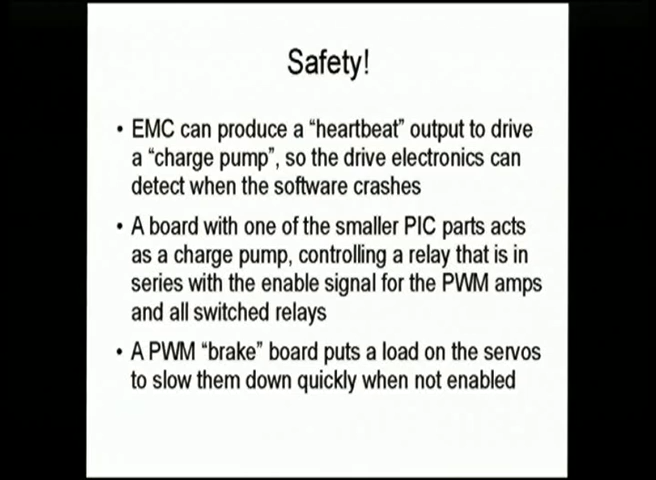 Safety!
• EMC can produce a “heartbeat” output to drive
a “charge pump”, so the drive electronics can
detect when the software crashes
• A board with one of the smaller PIC parts acts
as a charge pump, controlling a relay that is in
series with the enable signal for the PWM amps
and all switched relays
• A PWM “brake” board puts a load on the servos
to slow them down quickly when not enabled